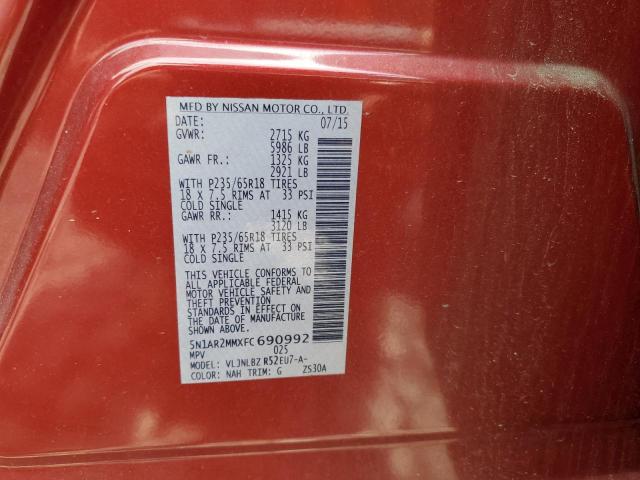 MFD BY NISSAN MOTOR CO., LTD.
DATE: 07/15
GVWR: 2715 KG
5986 LB
GAWR FR.: 1325 KG
2921 LB
WITH P235/65R18 TIRES
18 X 7.5 RIMS AT 33 PSI
COLD SINGLE
GAWR RR.: 1415 KG
3120 LB
WITH P235/65R18 TIRES
18 X 7.5 RIMS AT 33 PSI
COLD SINGLE
THIS VEHICLE CONFORMS TO
ALL APPLICABLE FEDERAL
MOTOR VEHICLE SAFETY AND
THEFT PREVENTION
STANDARDS IN EFFECT ON
THE DATE OF MANUFACTURE
SHOWN ABOVE.
5N1AR2MMXFC690992
MPV 025
MODEL: VLJNLBZ R52EU7-A-
COLOR: NAH TRIM: G ZS30A